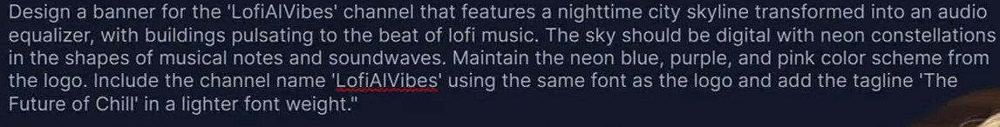 Design a banner for the 'LofiAIVibes' channel that features a nighttime city skyline transformed into an audio
equalizer, with buildings pulsating to the beat of lofi music. The sky should be digital with neon constellations
in the shapes of musical notes and soundwaves. Maintain the neon blue, purple, and pink color scheme from
the logo. Include the channel name 'LofiAIVibes' using the same font as the logo and add the tagline 'The
Future of Chill' in a lighter font weight."